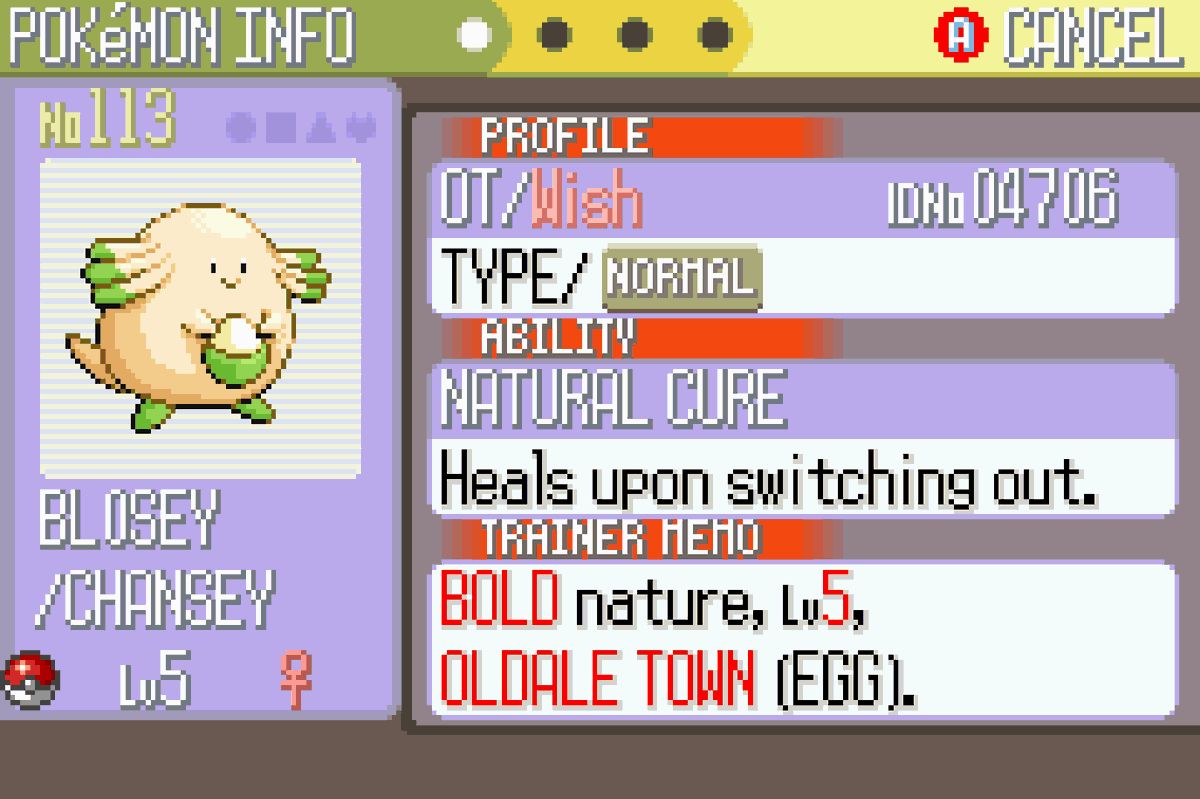 POKéMON INFO
A CANCEL
No113
PROFILE
OT/Wish IDNo04706
TYPE/ NORMAL
ABILITY
NATURAL CURE
Heals upon switching out.
TRAINER MEMO
BOLD nature, Lv5,
OLDALE TOWN (EGG).
BLOSEY
/CHANSEY
Lv5 ♀